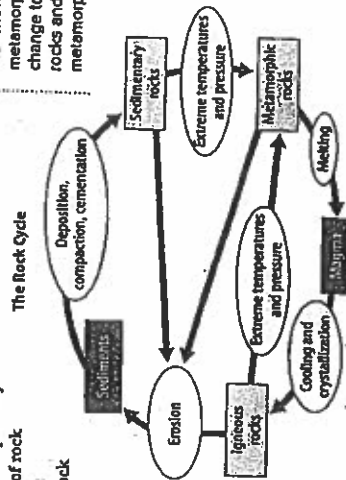 of rock
ck
The Rock Cycle
metamorp
change to
rocks and
metamorp
Sediments
Deposition,
compaction, cementation
Sedimentary
rocks
Extreme temperatures
and pressure
Erosion
Metamorphic
rocks
Extreme temperatures
and pressure
Igneous
rocks
Melting
Cooling and
crystallization
Magma